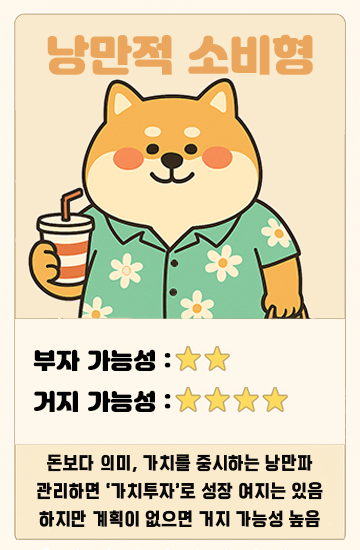 낭만적 소비형
부자 가능성 : ★★
거지 가능성 : ★★★★
돈보다 의미, 가치를 중시하는 낭만파
관리하면 '가치투자'로 성장 여지는 있음
하지만 계획이 없으면 거지 가능성 높음